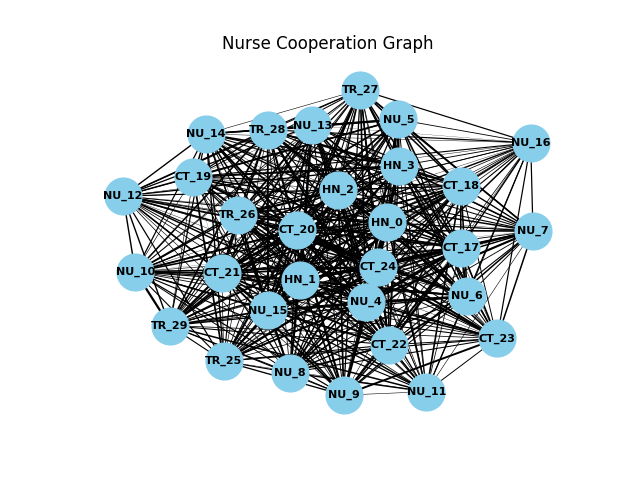 Nurse Cooperation Graph
TR_27
NU_5
NU_13
TR_28
NU_14
NU_16
HN_3
CT_19
CT_18
HN_2
NU_12
TR_26
HN_0
CT_20
NU_7
CT_17
CT_24
NU_10
CT_21
HN_1
NU_6
NU_4
NU_15
TR_29
CT_23
CT_22
TR_25
NU_8
NU_11
NU_9